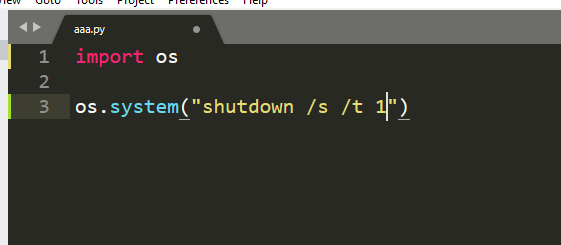 View Goto Tools Project Preferences Help
aaa.py
1 import os
2
3 os.system("shutdown /s /t 1")